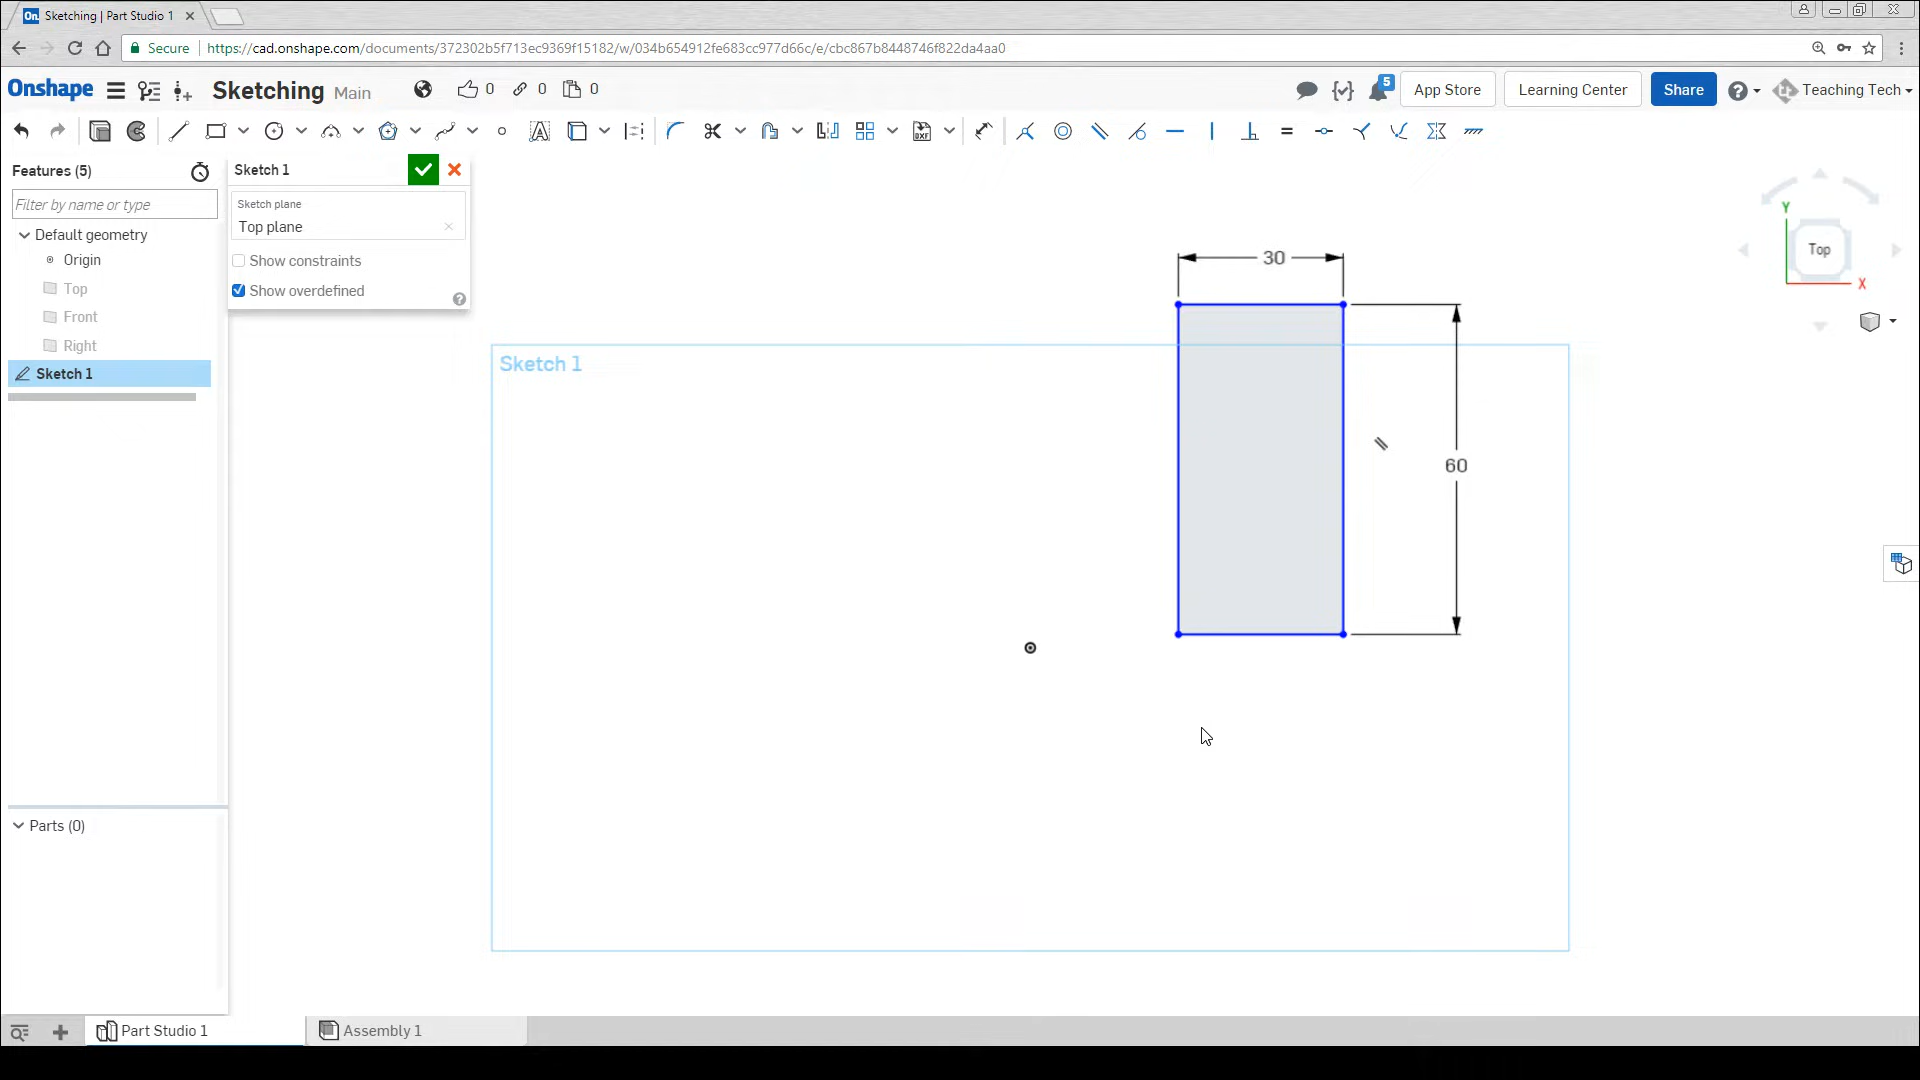 On Sketching | Part Studio 1
Secure https://cad.onshape.com/documents/372302b5f713ec9369f15182/w/034b654912fe683cc977d66c/e/cbc867b8448746f822da4aa0
Onshape Sketching Main 0 0 0 5 App Store Learning Center Share Teaching Tech
DXF
Features (5)
Filter by name or type
Default geometry
Origin
Top
Front
Right
Sketch 1
Sketch 1
Sketch plane
Top plane
Show constraints
Show overdefined
30
60
Sketch 1
Y
Top
X
Parts (0)
Part Studio 1 Assembly 1